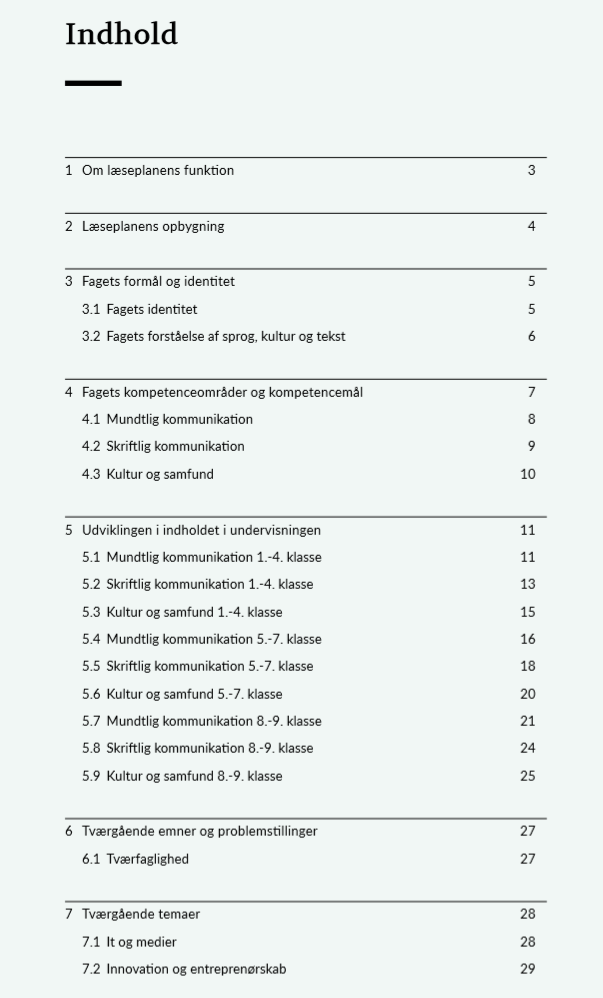 Indhold
1 Om læseplanens funktion 3
2 Læseplanens opbygning 4
3 Fagets formål og identitet 5
3.1 Fagets identitet 5
3.2 Fagets forståelse af sprog, kultur og tekst 6
4 Fagets kompetenceområder og kompetencemål 7
4.1 Mundtlig kommunikation 8
4.2 Skriftlig kommunikation 9
4.3 Kultur og samfund 10
5 Udviklingen i indholdet i undervisningen 11
5.1 Mundtlig kommunikation 1.-4. klasse 11
5.2 Skriftlig kommunikation 1.-4. klasse 13
5.3 Kultur og samfund 1.-4. klasse 15
5.4 Mundtlig kommunikation 5.-7. klasse 16
5.5 Skriftlig kommunikation 5.-7. klasse 18
5.6 Kultur og samfund 5.-7. klasse 20
5.7 Mundtlig kommunikation 8.-9. klasse 21
5.8 Skriftlig kommunikation 8.-9. klasse 24
5.9 Kultur og samfund 8.-9. klasse 25
6 Tværgående emner og problemstillinger 27
6.1 Tværfaglighed 27
7 Tværgående temaer 28
7.1 It og medier 28
7.2 Innovation og entreprenørskab 29